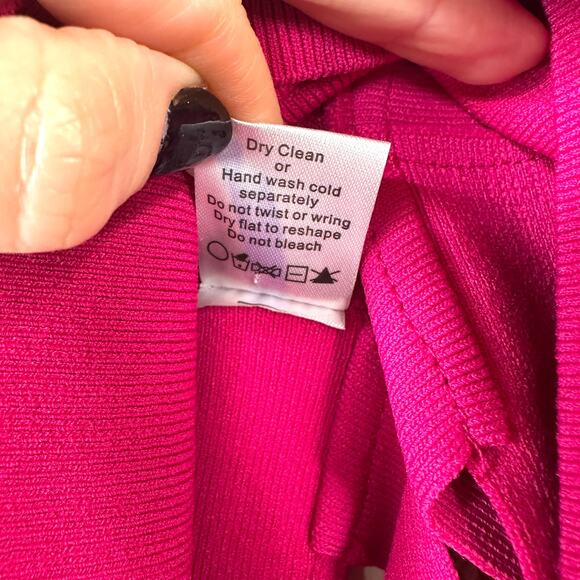 Dry Clean
or
Hand wash cold
separately
Do not twist or wring
Dry flat to reshape
Do not bleach